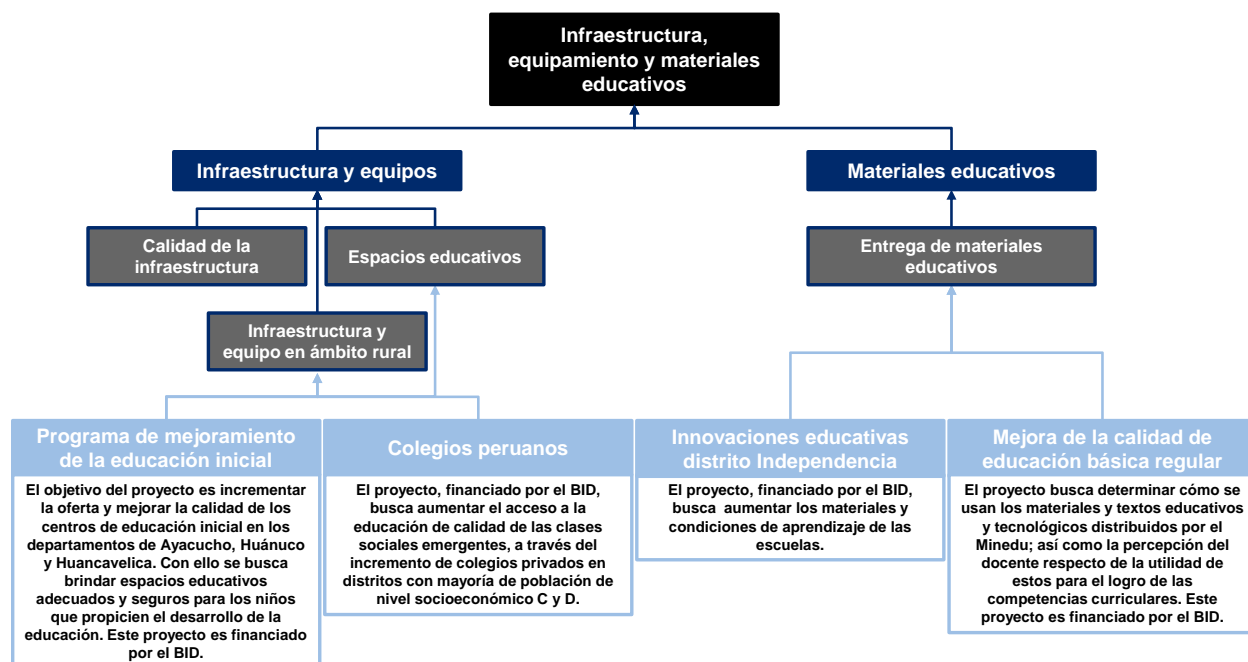 Infraestructura,
equipamiento y materiales
educativos
Infraestructura y equipos
Materiales educativos
Calidad de la
infraestructura
Espacios educativos
Entrega de materiales
educativos
Infraestructura y
equipo en ámbito rural
Programa de mejoramiento
de la educación inicial
El objetivo del proyecto es incrementar
la oferta y mejorar la calidad de los
centros de educación inicial en los
departamentos de Ayacucho, Huánuco
y Huancavelica. Con ello se busca
brindar espacios educativos
adecuados y seguros para los niños
que propicien el desarrollo de la
educación. Este proyecto es financiado
por el BID.
Colegios peruanos
El proyecto, financiado por el BID,
busca aumentar el acceso a la
educación de calidad de las clases
sociales emergentes, a través del
incremento de colegios privados en
distritos con mayoría de población de
nivel socioeconómico C y D.
Innovaciones educativas
distrito Independencia
El proyecto, financiado por el BID,
busca aumentar los materiales y
condiciones de aprendizaje de las
escuelas.
Mejora de la calidad de
educación básica regular
El proyecto busca determinar cómo se
usan los materiales y textos educativos
y tecnológicos distribuidos por el
Minedu; así como la percepción del
docente respecto de la utilidad de
estos para el logro de las
competencias curriculares. Este
proyecto es financiado por el BID.